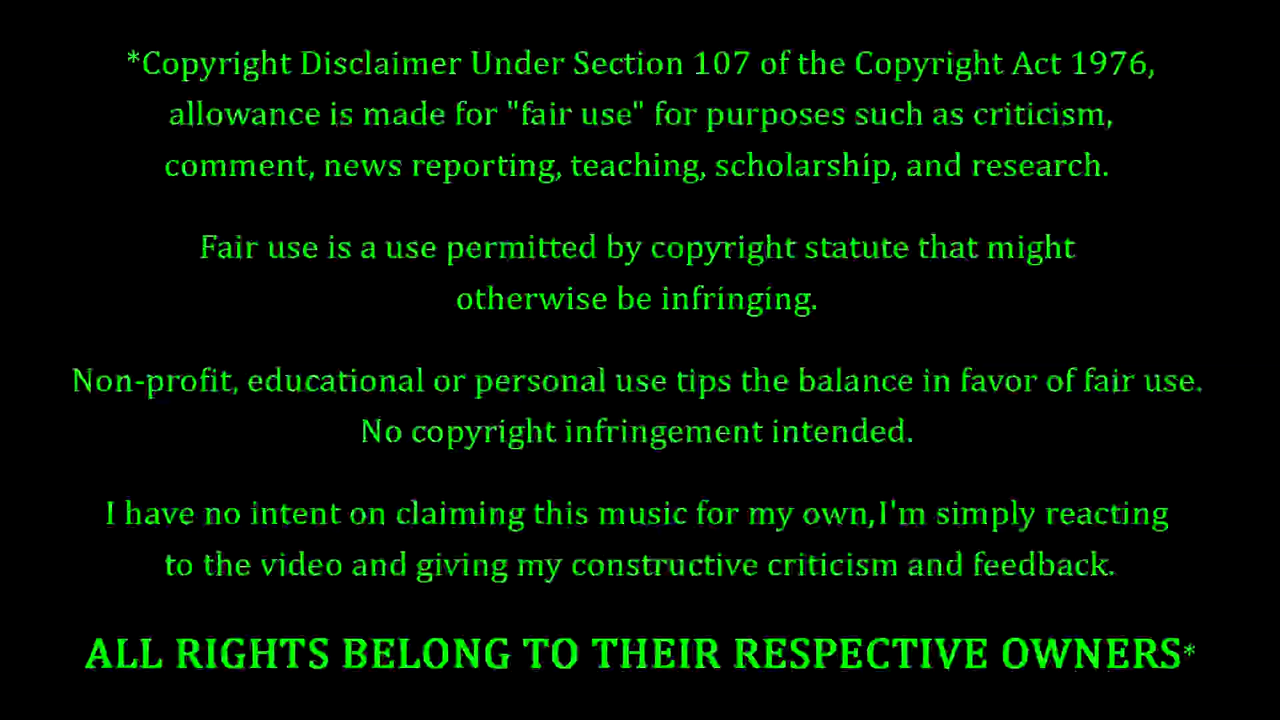 *Copyright Disclaimer Under Section 107 of the Copyright Act 1976,
allowance is made for "fair use" for purposes such as criticism,
comment, news reporting, teaching, scholarship, and research.
Fair use is a use permitted by copyright statute that might
otherwise be infringing.
Non-profit, educational or personal use tips the balance in favor of fair use.
No copyright infringement intended.
I have no intent on claiming this music for my own,I'm simply reacting
to the video and giving my constructive criticism and feedback.
ALL RIGHTS BELONG TO THEIR RESPECTIVE OWNERS*